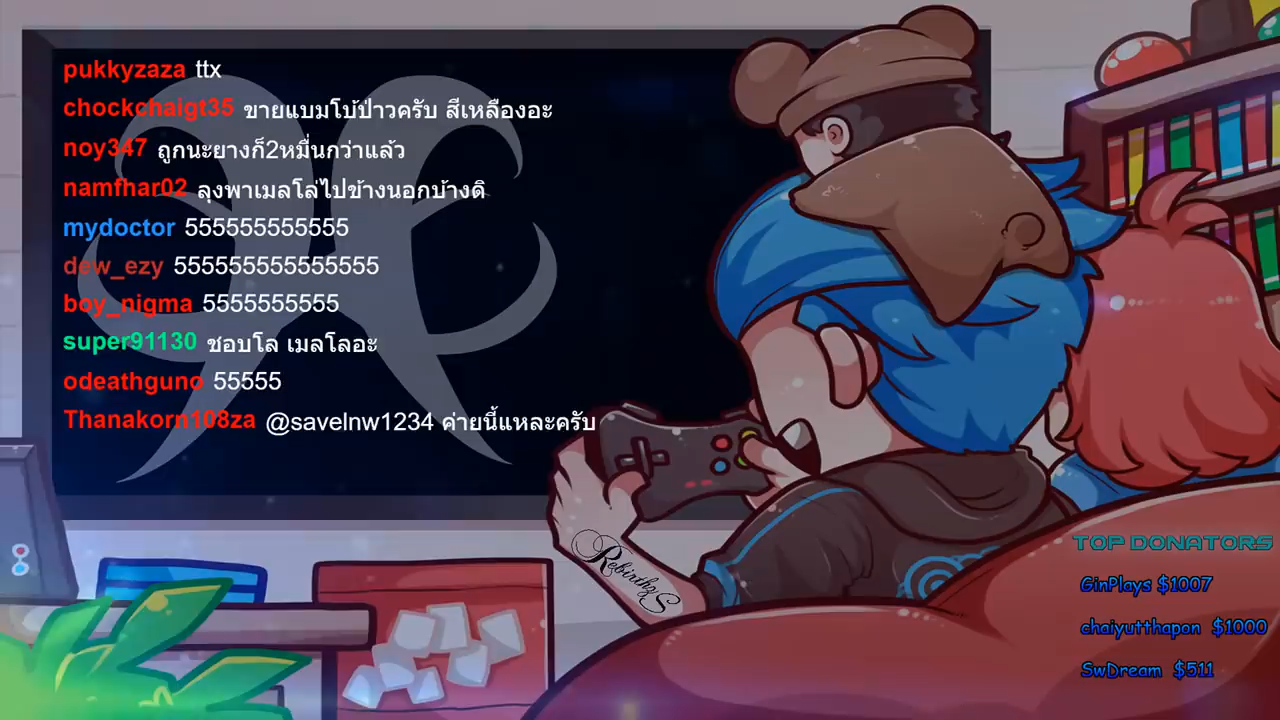 pukkyzaza ttx
chockchaigt35 ขายแบมโบ้ป่าวครับ สีเหลืองอะ
noy347 ถูกนะยางก็2หมื่นกว่าแล้ว
namfhar02 ลุงพาเมลโล่ไปข้างนอกบ้างดิ
mydoctor 555555555555
dew_ezy 555555555555555
boy_nigma 5555555555
super91130 ชอบโล เมลโลอะ
odeathguno 55555
Thanakorn108za @savelnw1234 ค่ายนี้แหละครับ
RebirthzS
TOP DONATORS
GinPlays $1007
chaiyutthapon $1000
SwDream $511